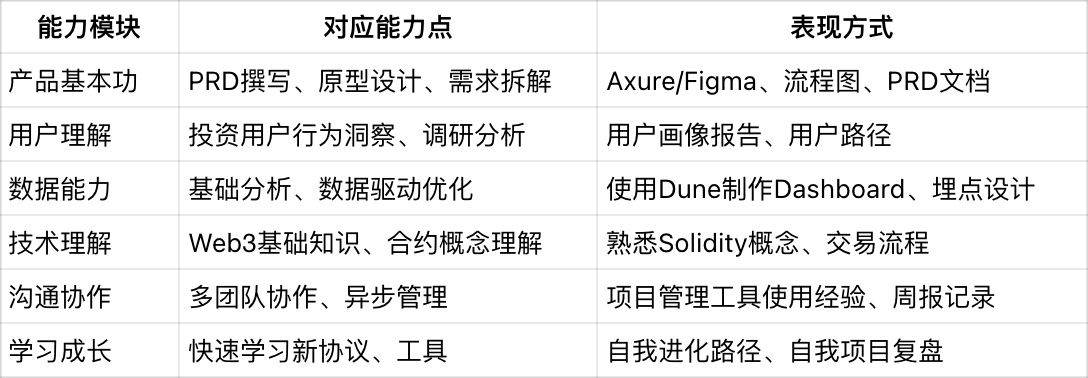 能力模块 对应能力点 表现方式
产品基本功 PRD撰写、原型设计、需求拆解 Axure/Figma、流程图、PRD文档
用户理解 投资用户行为洞察、调研分析 用户画像报告、用户路径
数据能力 基础分析、数据驱动优化 使用Dune制作Dashboard、埋点设计
技术理解 Web3基础知识、合约概念理解 熟悉Solidity概念、交易流程
沟通协作 多团队协作、异步管理 项目管理工具使用经验、周报记录
学习成长 快速学习新协议、工具 自我进化路径、自我项目复盘